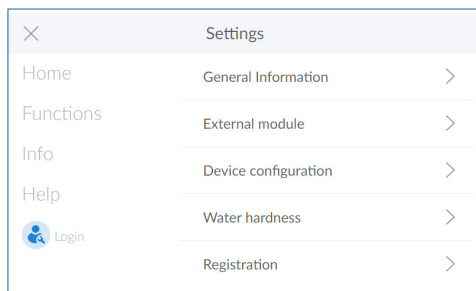 Settings
Home
Functions
Info
Help
Login
General Information
External module
Device configuration
Water hardness
Registration